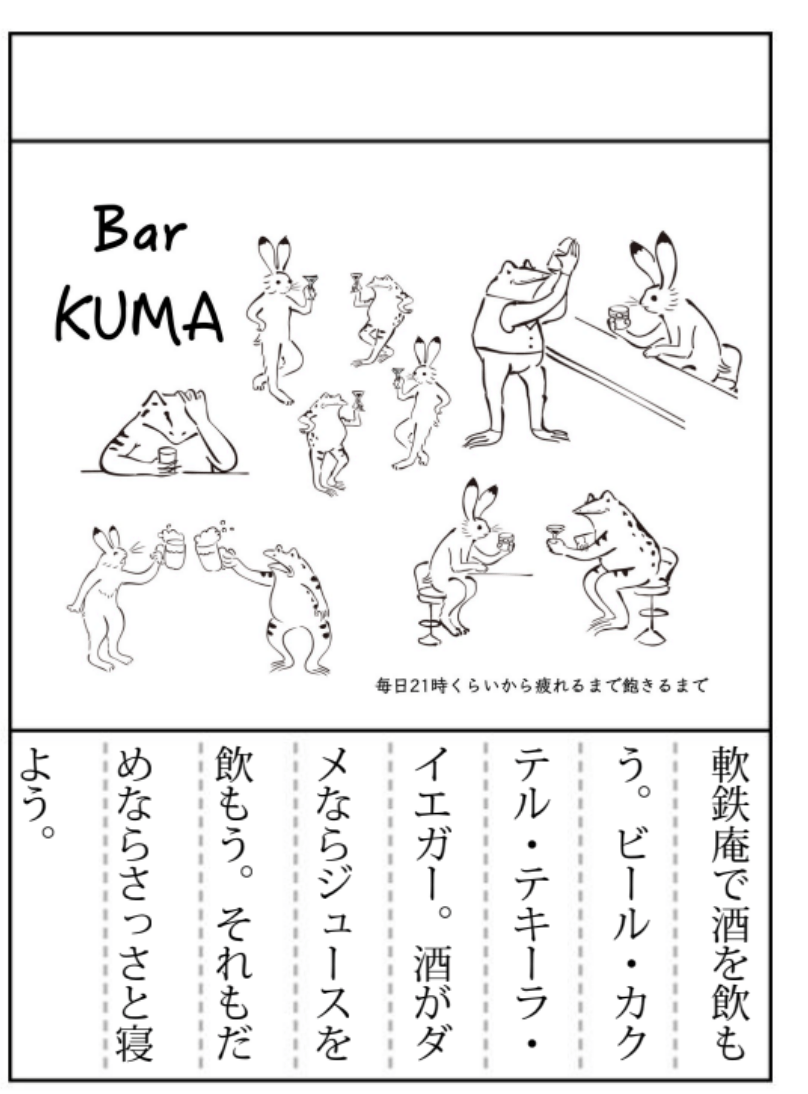 Bar
KUMA
毎日21時くらいから疲れるまで飽きるまで
軟鉄庵で酒を飲も
う。ビール・カク
テル・テキーラ・
イエガー。酒がダ
メならジュースを
飲もう。それもだ
めならさっさと寝
よう。